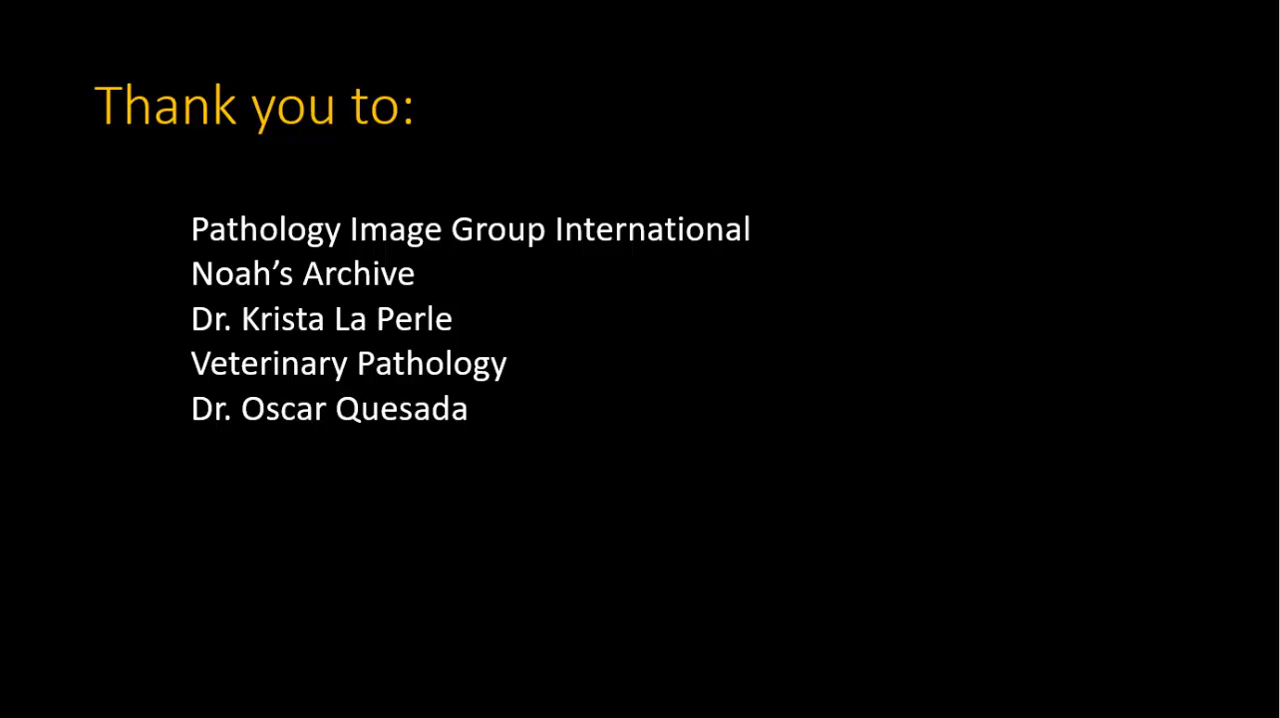 Thank you to:
Pathology Image Group International
Noah’s Archive
Dr. Krista La Perle
Veterinary Pathology
Dr. Oscar Quesada